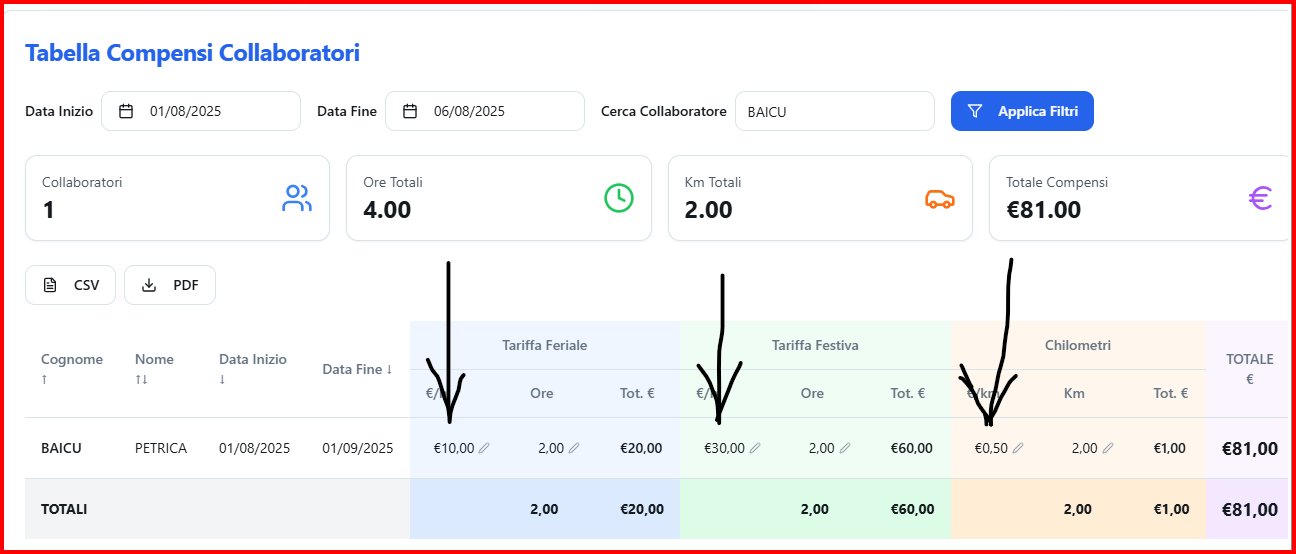 Tabella Compensi Collaboratori
Data Inizio 01/08/2025 Data Fine 06/08/2025 Cerca Collaboratore BAICU Applica Filtri
Collaboratori Ore Totali Km Totali Totale Compensi
1 4.00 2.00 €81.00
CSV PDF
Tariffa Feriale Tariffa Festiva Chilometri
Cognome Nome Data Inizio Data Fine ↓ TOTALE
↑ ↑↓ ↓ €
Ore Tot. € Ore Tot. € €/km Km Tot. €
BAICU PETRICA 01/08/2025 01/09/2025 €10,00 2,00 €20,00 €30,00 2,00 €60,00 €0,50 2,00 €1,00 €81,00
TOTALI 2,00 €20,00 2,00 €60,00 2,00 €1,00 €81,00